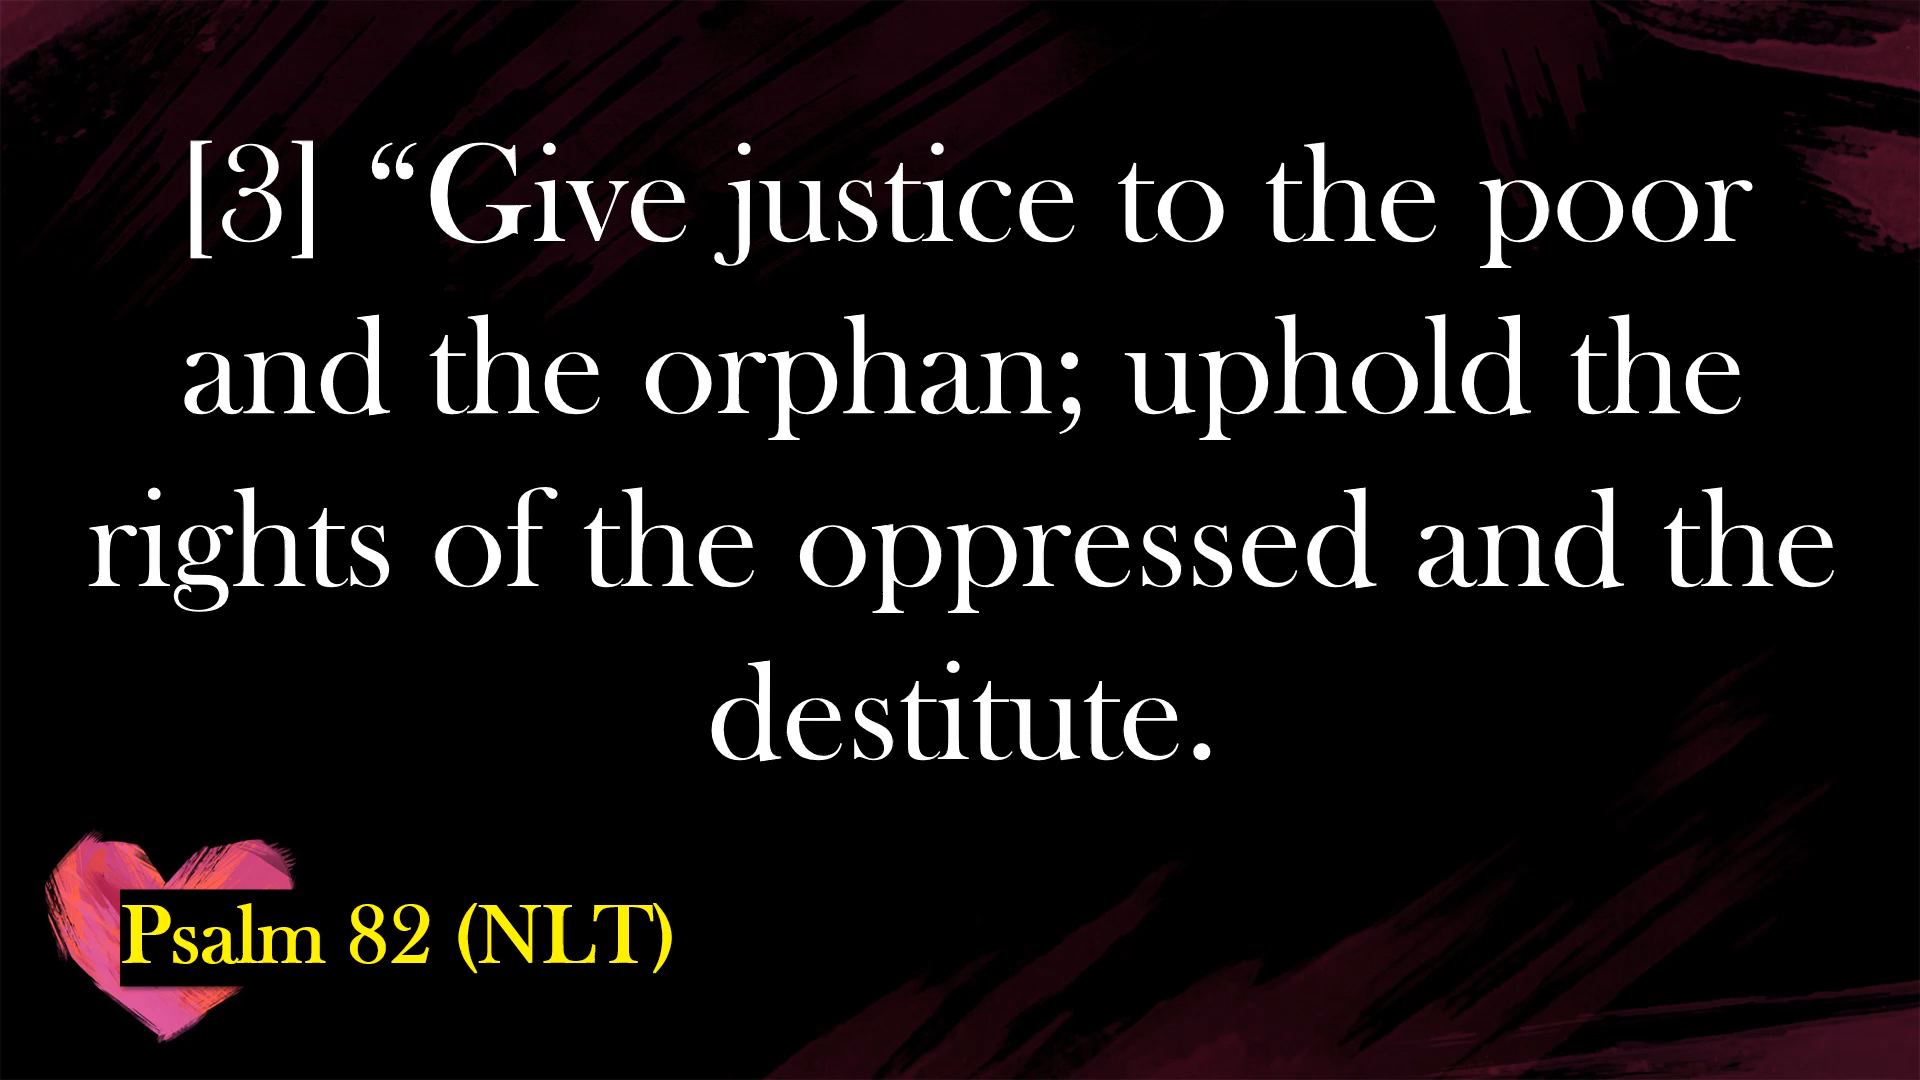 [3] “Give justice to the poor
and the orphan; uphold the
rights of the oppressed and the
destitute.
Psalm 82 (NLT)